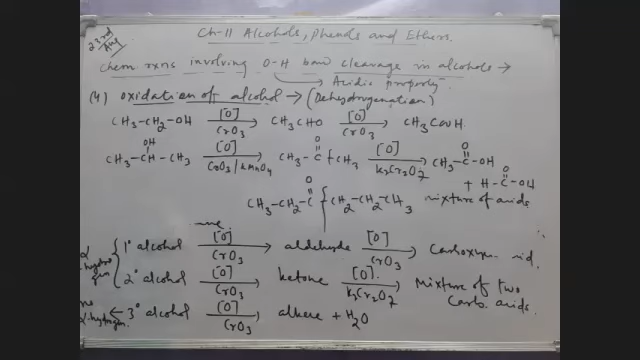 23rd Aug
Ch-11 Alcohols, Phenols and Ethers.
Chem rxns involving O-H bond cleavage in alcohols →
Acidic property.
(4) Oxidation of alcohol → (Dehydrogenation)
CH3-CH2-OH [O] CrO3 → CH3CHO [O] CrO3 → CH3COOH.
OH
CH3-CH-CH3 [O] CrO3/KMnO4 → CH3-C-CH3 [O] K2Cr2O7 → CH3-C-OH
O
+ H-C-OH
CH3-CH2-C CH2-CH2-CH3 mixture of acids
1° alcohol [O] CrO3 → aldehyde [O] CrO3 → Carboxy. acid.
2° alcohol [O] CrO3 → ketone [O]. K2Cr2O7 → Mixture of two Carb. acids.
no α-hydrogen. ← 3° alcohol [O] CrO3 → alkene + H2O